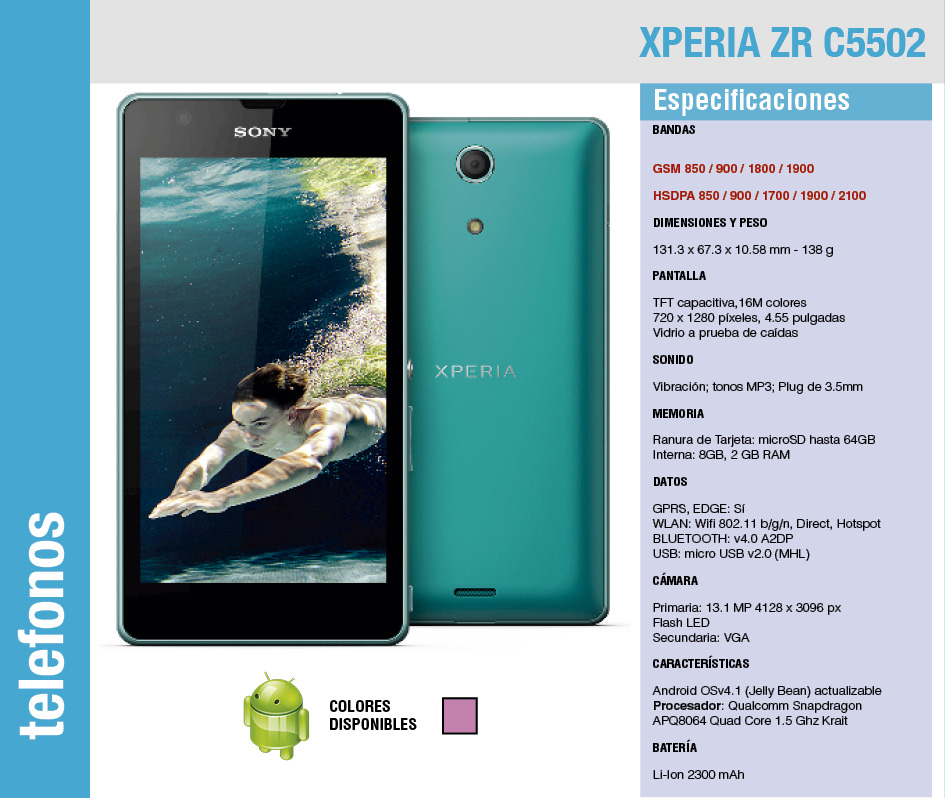 XPERIA ZR C5502
Especificaciones
BANDAS
GSM 850 / 900 / 1800 / 1900
HSDPA 850 / 900 / 1700 / 1900 / 2100
DIMENSIONES Y PESO
131.3 x 67.3 x 10.58 mm - 138 g
PANTALLA
TFT capacitiva,16M colores
720 x 1280 píxeles, 4.55 pulgadas
Vidrio a prueba de caídas
SONIDO
Vibración; tonos MP3; Plug de 3.5mm
MEMORIA
Ranura de Tarjeta: microSD hasta 64GB
Interna: 8GB, 2 GB RAM
DATOS
GPRS, EDGE: Sí
WLAN: Wifi 802.11 b/g/n, Direct, Hotspot
BLUETOOTH: v4.0 A2DP
USB: micro USB v2.0 (MHL)
CÁMARA
Primaria: 13.1 MP 4128 x 3096 px
Flash LED
Secundaria: VGA
CARACTERÍSTICAS
Android OSv4.1 (Jelly Bean) actualizable
Procesador: Qualcomm Snapdragon
APQ8064 Quad Core 1.5 Ghz Krait
BATERÍA
Li-Ion 2300 mAh
SONY
XPERIA
COLORES
DISPONIBLES
telefonos